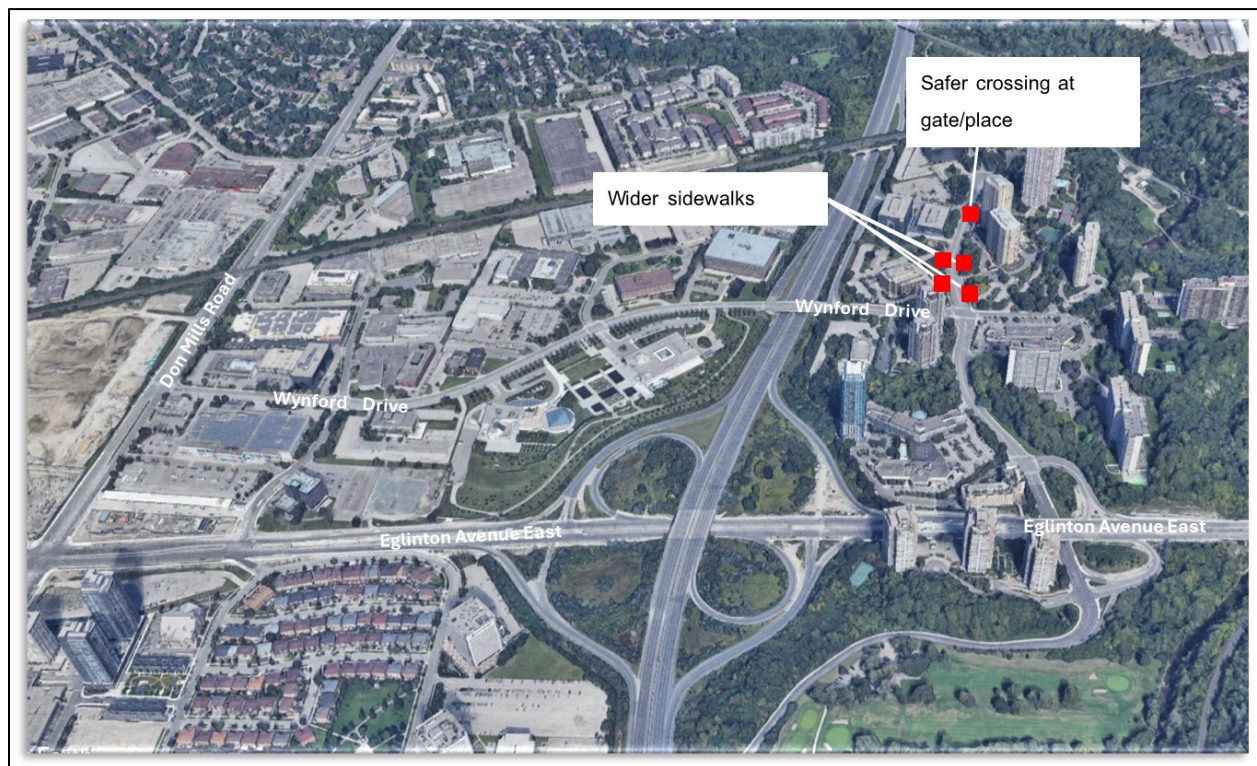 Safer crossing at
gate/place
Wider sidewalks
Wynford Drive
Don Mills Road
Wynford Drive
Eglinton Avenue East
Eglinton Avenue East